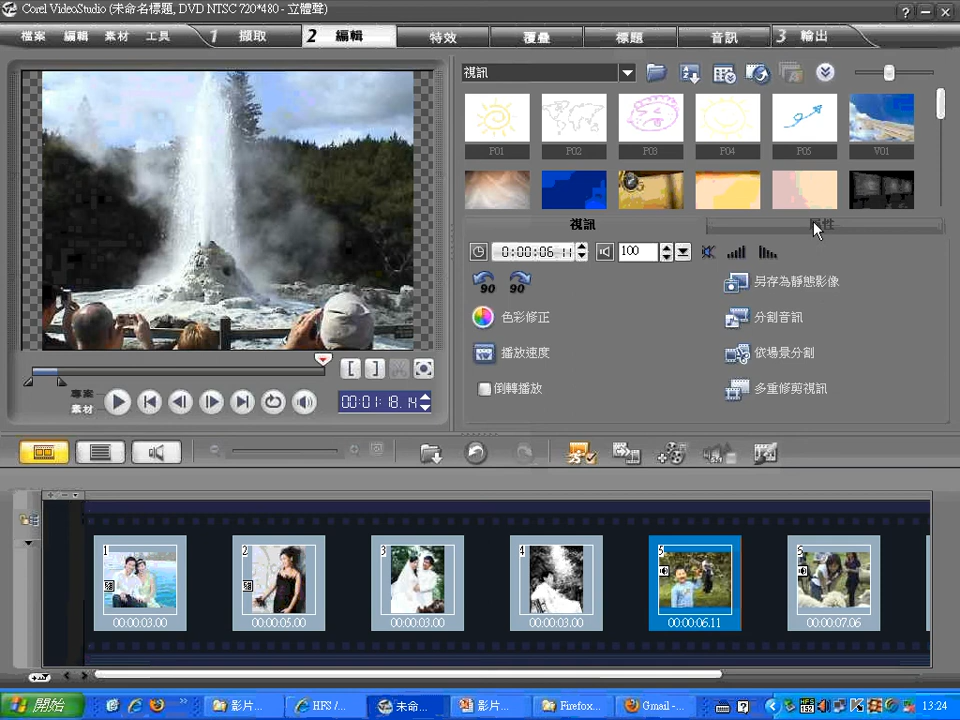 Corel VideoStudio (未命名標題, DVD NTSC 720*480 - 立體聲)
檔案 編輯 素材 工具 1 擷取 2 編輯 特效 覆疊 標題 音訊 3 輸出
視訊
P01 P02 P03 P04 P05 V01
視訊 屬性
0:00:06.11 100
90 90 另存為靜態影像
色彩修正 分割音訊
播放速度 依場景分割
倒轉播放 多重修剪視訊
專案
素材
00:01:18.14
1 2 3 4 5 6
00:00:03.00 00:00:05.00 00:00:03.00 00:00:03.00 00:00:06.11 00:00:07.06
開始 影片... HFS /... 未命... 影片... Firefox... Gmail -... 13:24